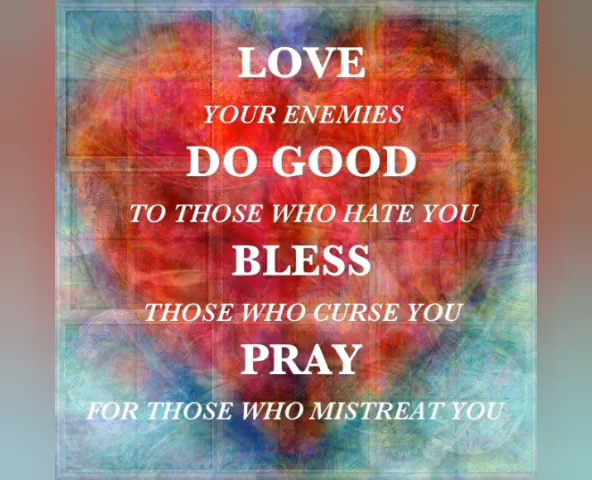 LOVE
YOUR ENEMIES
DO GOOD
TO THOSE WHO HATE YOU
BLESS
THOSE WHO CURSE YOU
PRAY
FOR THOSE WHO MISTREAT YOU